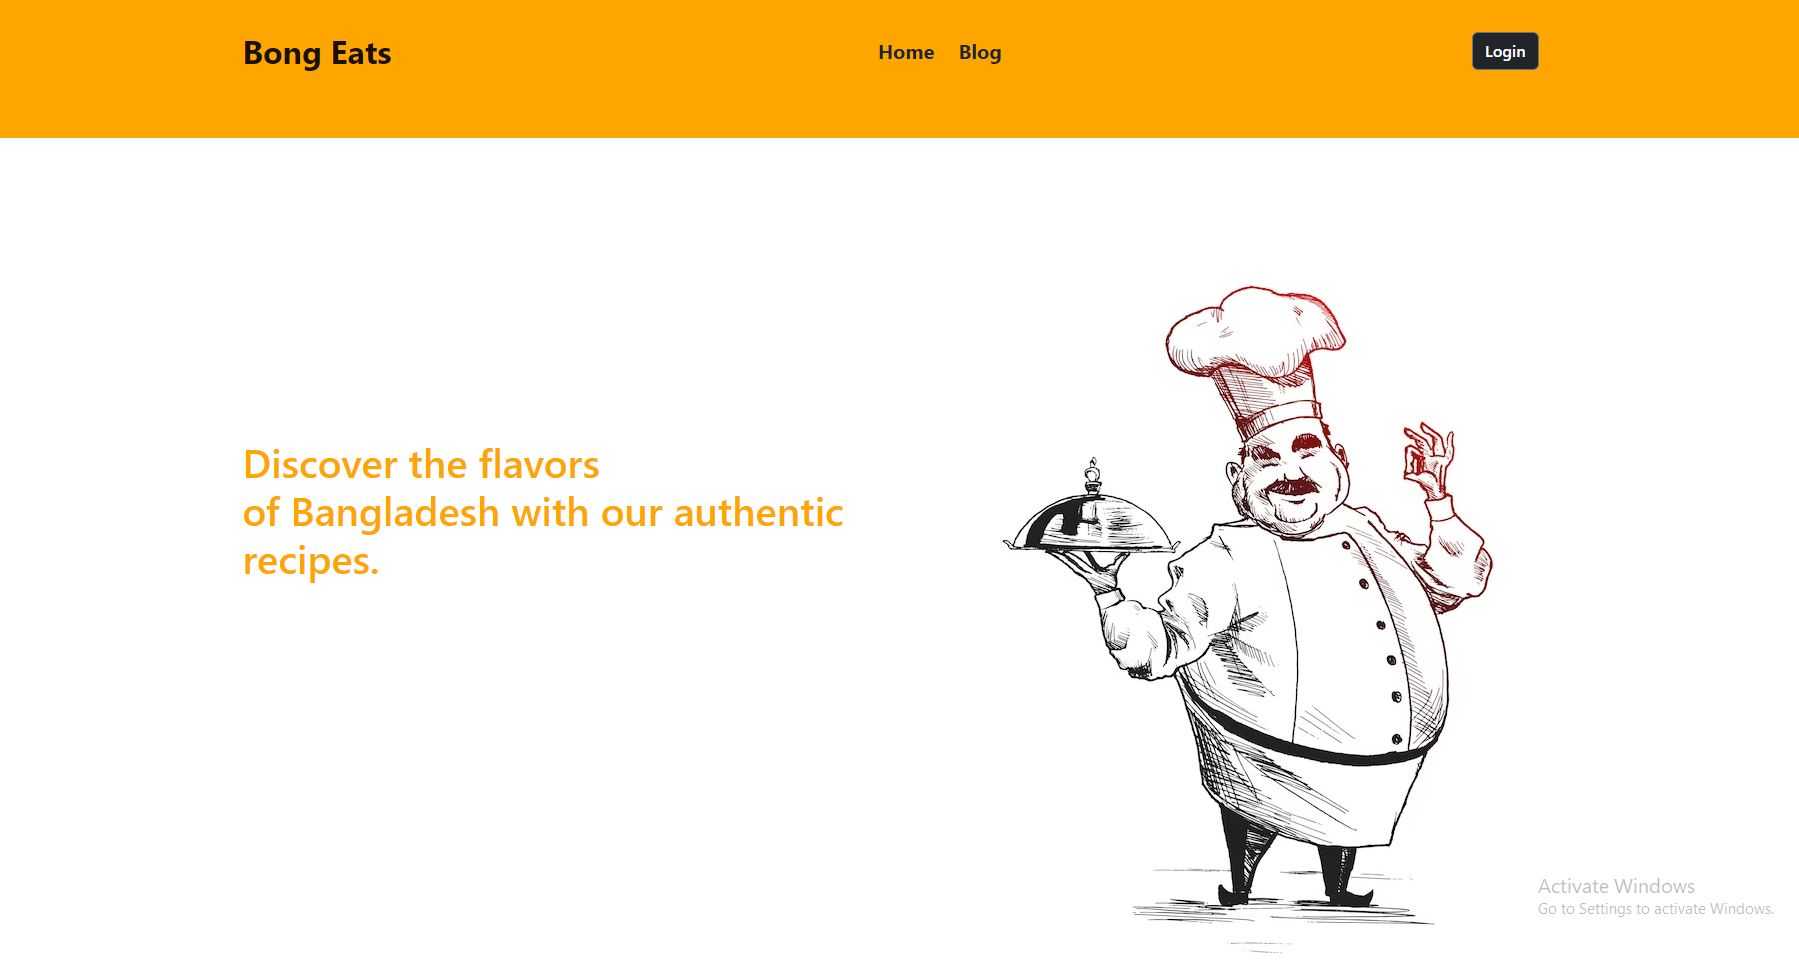 Bong Eats
Home Blog
Login
Discover the flavors
of Bangladesh with our authentic
recipes.
Activate Windows
Go to Settings to activate Windows.